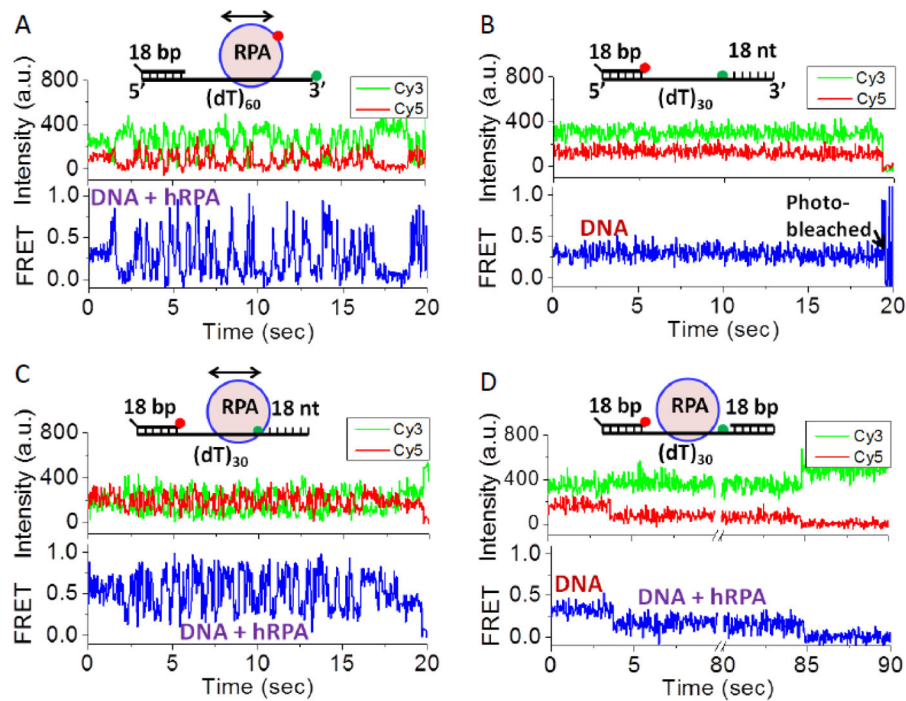 A
RPA
18 bp
5’
(dT)60
3’
Cy3
Cy5
Intensity (a.u.)
800
400
0
DNA + hRPA
FRET
1.0
0.5
0.0
0 5 10 15 20
Time (sec)
B
18 bp
18 nt
5’
(dT)30
3’
Cy3
Cy5
Intensity (a.u.)
800
400
0
Photo-
bleached
DNA
FRET
1.0
0.5
0.0
0 5 10 15 20
Time (sec)
C
18 bp
RPA
18 nt
(dT)30
Cy3
Cy5
Intensity (a.u.)
800
400
0
FRET
1.0
0.5
0.0
DNA + hRPA
0 5 10 15 20
Time (sec)
D
18 bp
RPA
18 bp
(dT)30
Cy3
Cy5
Intensity (a.u.)
800
400
0
DNA
DNA + hRPA
FRET
1.0
0.5
0.0
0 5 80 85 90
Time (sec)